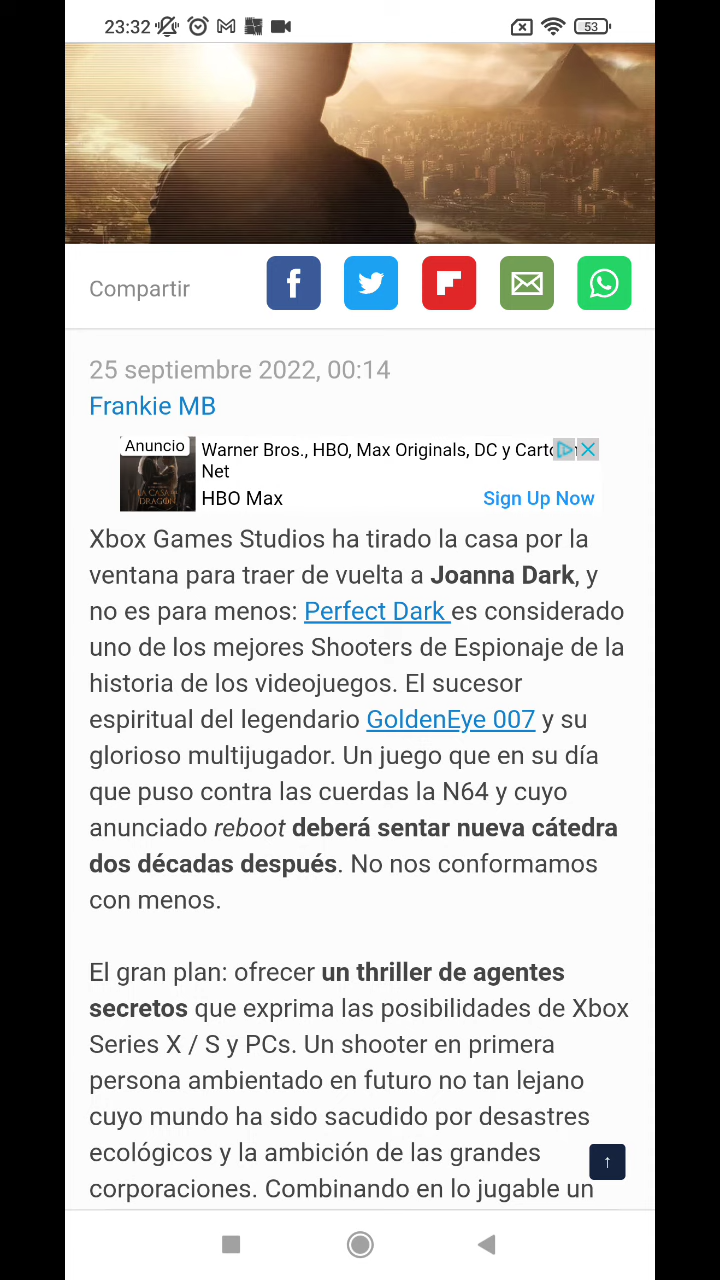 23:32
53
Compartir
25 septiembre 2022, 00:14
Frankie MB
Anuncio
Warner Bros., HBO, Max Originals, DC y
Net
LA CASA DEL
DRAGÓN
HBO Max
Sign Up Now
Xbox Games Studios ha tirado la casa por la
ventana para traer de vuelta a Joanna Dark, y
no es para menos: Perfect Dark es considerado
uno de los mejores Shooters de Espionaje de la
historia de los videojuegos. El sucesor
espiritual del legendario GoldenEye 007 y su
glorioso multijugador. Un juego que en su día
que puso contra las cuerdas la N64 y cuyo
anunciado reboot deberá sentar nueva cátedra
dos décadas después. No nos conformamos
con menos.
El gran plan: ofrecer un thriller de agentes
secretos que exprima las posibilidades de Xbox
Series X / S y PCs. Un shooter en primera
persona ambientado en futuro no tan lejano
cuyo mundo ha sido sacudido por desastres
ecológicos y la ambición de las grandes
corporaciones. Combinando en lo jugable un